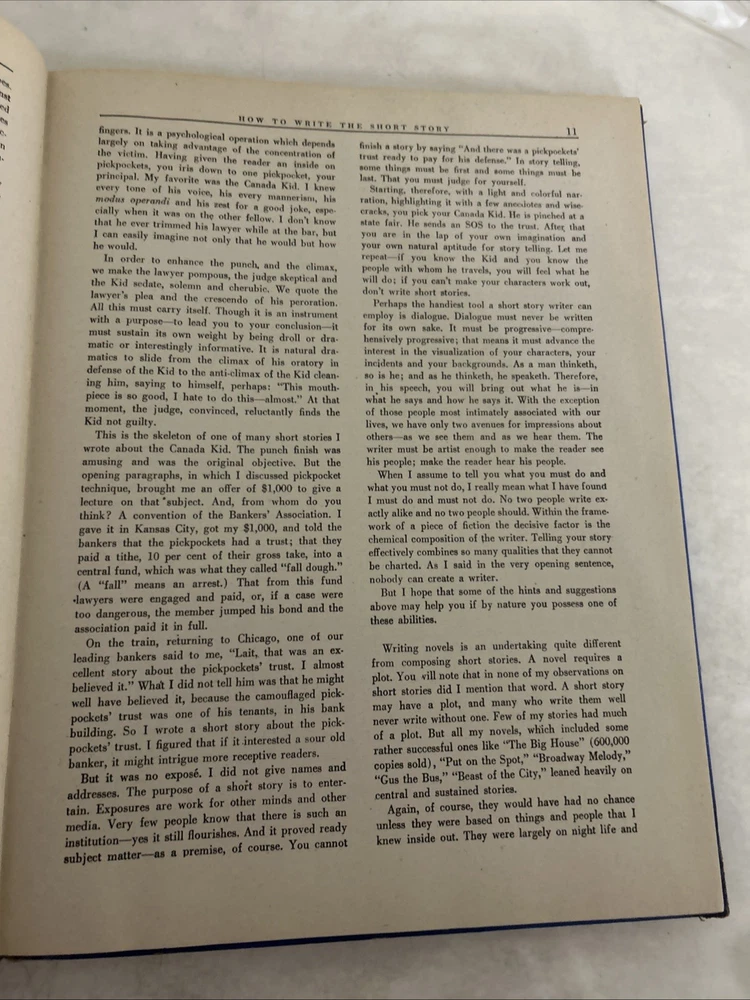 HOW TO WRITE THE SHORT STORY 11
fingers. It is a psychological operation which depends
largely on taking advantage of the concentration of
the victim. Having given the reader an inside on
pickpockets, you iris down to one pickpocket, your
principal. My favorite was the Canada Kid. I knew
every tone of his voice, his every mannerism, his
modus operandi and his zest for a good joke, espe-
cially when it was on the other fellow. I don't know
that he ever trimmed his lawyer while at the bar, but
I can easily imagine not only that he would but how
he would.
In order to enhance the punch, and the climax,
we make the lawyer pompous, the judge skeptical and
the Kid sedate, solemn and cherubic. We quote the
lawyer's plea and the crescendo of his peroration.
All this must carry itself. Though it is an instrument
with a purpose—to lead you to your conclusion—it
must sustain its own weight by being droll or dra-
matic or interestingly informative. It is natural dra-
matics to slide from the climax of his oratory in
defense of the Kid to the anti-climax of the Kid clean-
ing him, saying to himself, perhaps: "This mouth-
piece is so good, I hate to do this—almost." At that
moment, the judge, convinced, reluctantly finds the
Kid not guilty.
This is the skeleton of one of many short stories I
wrote about the Canada Kid. The punch finish was
amusing and was the original objective. But the
opening paragraphs, in which I discussed pickpocket
technique, brought me an offer of $1,000 to give a
lecture on that subject. And, from whom do you
think? A convention of the Bankers' Association. I
gave it in Kansas City, got my $1,000, and told the
bankers that the pickpockets had a trust; that they
paid a tithe, 10 per cent of their gross take, into a
central fund, which was what they called "fall dough."
(A "fall" means an arrest.) That from this fund
lawyers were engaged and paid, or, if a case were
too dangerous, the member jumped his bond and the
association paid it in full.
On the train, returning to Chicago, one of our
leading bankers said to me, "Lait, that was an ex-
cellent story about the pickpockets' trust. I almost
believed it." What I did not tell him was that he might
well have believed it, because the camouflaged pick-
pockets' trust was one of his tenants, in his bank
building. So I wrote a short story about the pick-
pockets' trust. I figured that if it interested a sour old
banker, it might intrigue more receptive readers.
But it was no exposé. I did not give names and
addresses. The purpose of a short story is to enter-
tain. Exposures are work for other minds and other
media. Very few people know that there is such an
institution—yes it still flourishes. And it proved ready
subject matter—as a premise, of course. You cannot
finish a story by saying "And there was a pickpockets'
trust ready to pay for his defense." In story telling,
some things must be first and some things must be
last. That you must judge for yourself.
Starting, therefore, with a light and colorful nar-
ration, highlighting it with a few anecdotes and wise-
cracks, you pick your Canada Kid. He is pinched at a
state fair. He sends an SOS to the trust. After that
you are in the lap of your own imagination and
your own natural aptitude for story telling. Let me
repeat—if you know the Kid and you know the
people with whom he travels, you will feel what he
will do; if you can't make your characters work out,
don't write short stories.
Perhaps the handiest tool a short story writer can
employ is dialogue. Dialogue must never be written
for its own sake. It must be progressive—compre-
hensively progressive; that means it must advance the
interest in the visualization of your characters, your
incidents and your backgrounds. As a man thinketh,
so is he; and as he thinketh, he speaketh. Therefore,
in his speech, you will bring out what he is—in
what he says and how he says it. With the exception
of those people most intimately associated with our
lives, we have only two avenues for impressions about
others—as we see them and as we hear them. The
writer must be artist enough to make the reader see
his people; make the reader hear his people.
When I assume to tell you what you must do and
what you must not do, I really mean what I have found
I must do and must not do. No two people write ex-
actly alike and no two people should. Within the frame-
work of a piece of fiction the decisive factor is the
chemical composition of the writer. Telling your story
effectively combines so many qualities that they cannot
be charted. As I said in the very opening sentence,
nobody can create a writer.
But I hope that some of the hints and suggestions
above may help you if by nature you possess one of
these abilities.
Writing novels is an undertaking quite different
from composing short stories. A novel requires a
plot. You will note that in none of my observations on
short stories did I mention that word. A short story
may have a plot, and many who write them well
never write without one. Few of my stories had much
of a plot. But all my novels, which included some
rather successful ones like "The Big House" (600,000
copies sold), "Put on the Spot," "Broadway Melody,"
"Gus the Bus," "Beast of the City," leaned heavily on
central and sustained stories.
Again, of course, they would have had no chance
unless they were based on things and people that I
knew inside out. They were largely on night life and